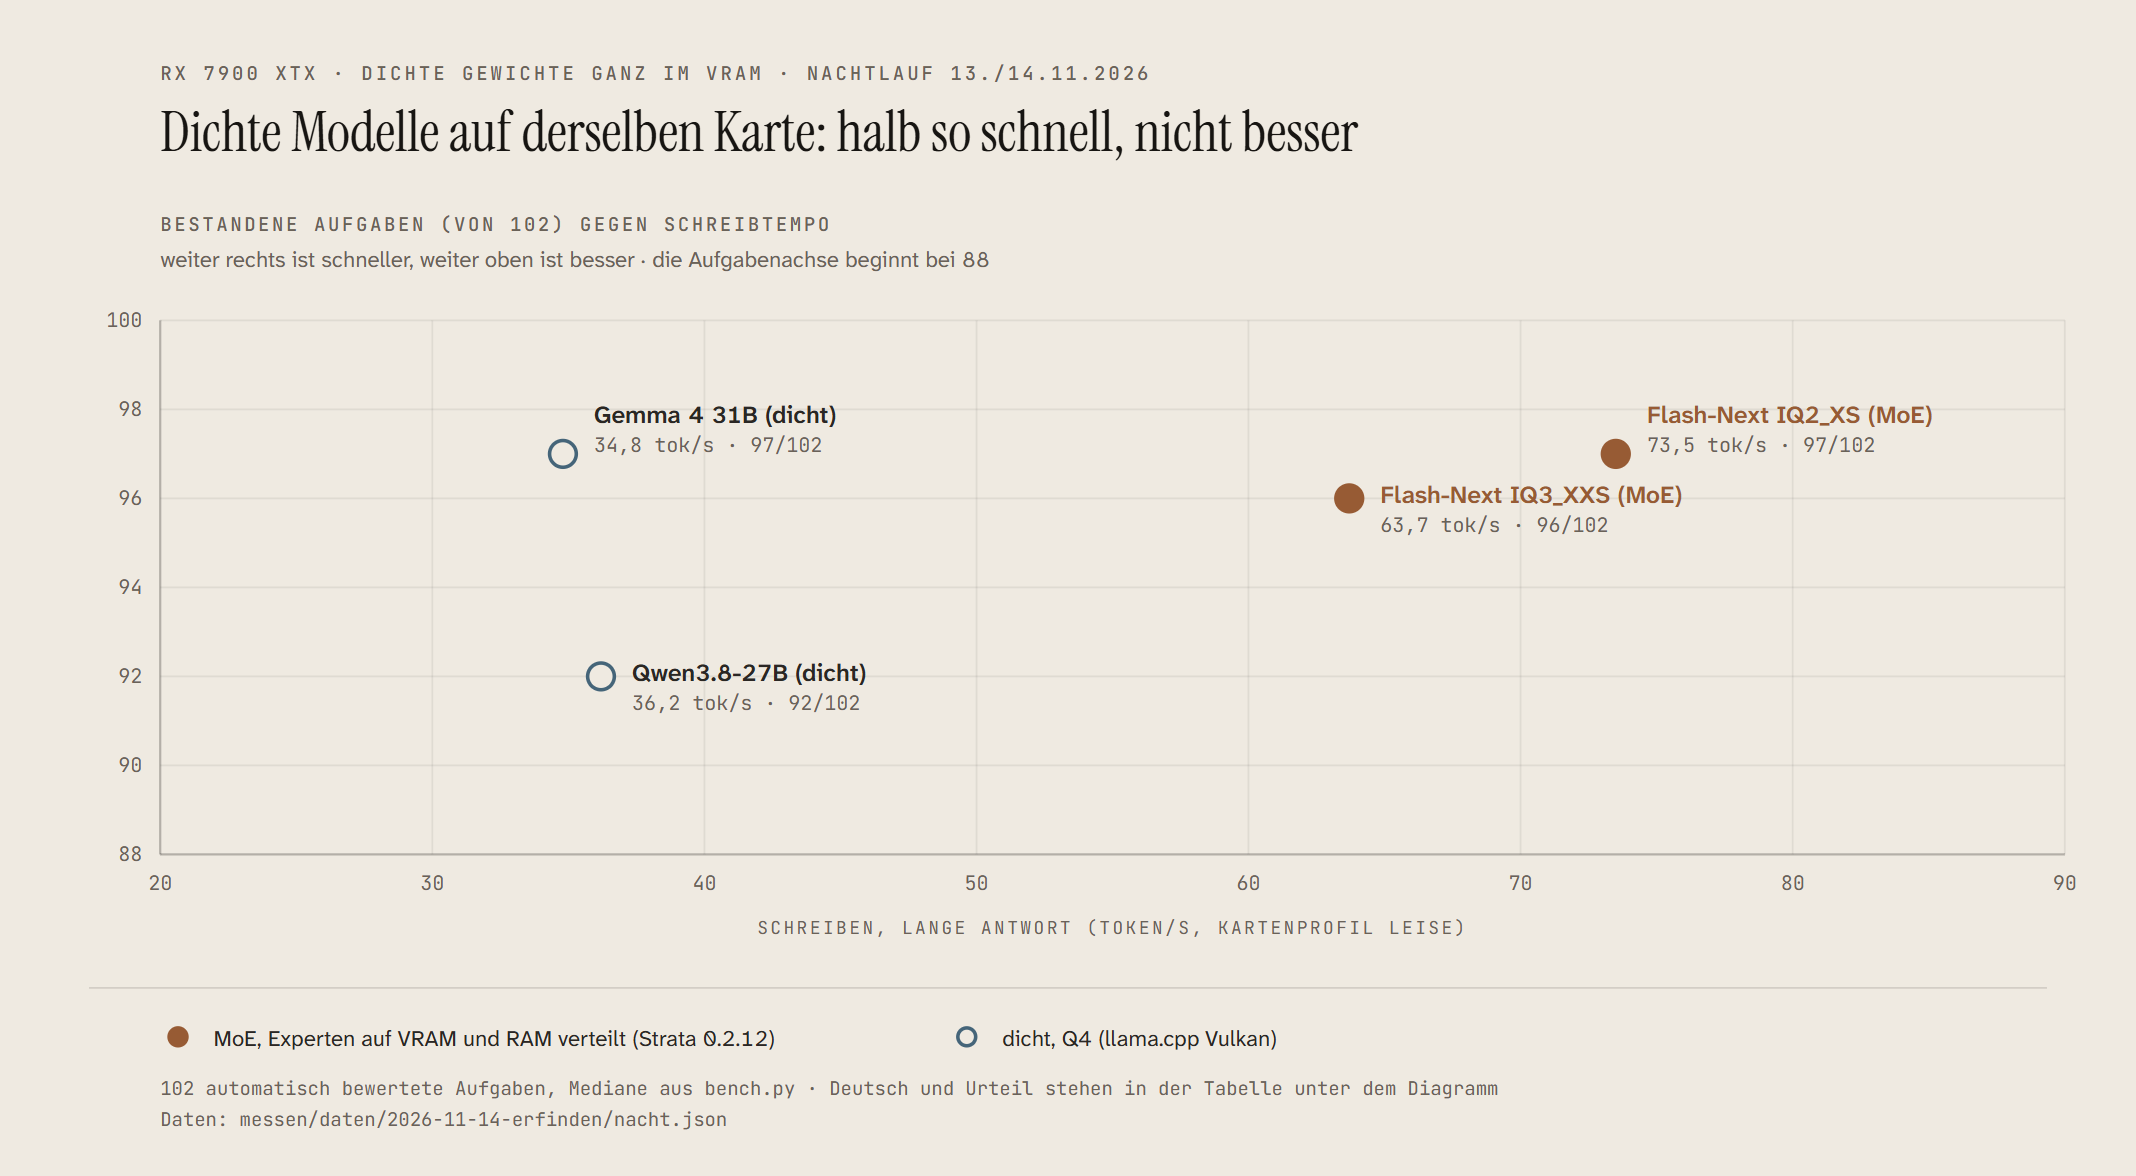 RX 7900 XTX · DICHTE GEWICHTE GANZ IM VRAM · NACHTLAUF 13./14.11.2026
Dichte Modelle auf derselben Karte: halb so schnell, nicht besser
BESTANDENE AUFGABEN (VON 102) GEGEN SCHREIBTEMPO
weiter rechts ist schneller, weiter oben ist besser · die Aufgabenachse beginnt bei 88
100
98
96
94
92
90
88
Gemma 4 31B (dicht)
34,8 tok/s · 97/102
Flash-Next IQ2_XS (MoE)
73,5 tok/s · 97/102
Flash-Next IQ3_XXS (MoE)
63,7 tok/s · 96/102
Qwen3.8-27B (dicht)
36,2 tok/s · 92/102
20 30 40 50 60 70 80 90
SCHREIBEN, LANGE ANTWORT (TOKEN/S, KARTENPROFIL LEISE)
MoE, Experten auf VRAM und RAM verteilt (Strata 0.2.12)
dicht, Q4 (llama.cpp Vulkan)
102 automatisch bewertete Aufgaben, Mediane aus bench.py · Deutsch und Urteil stehen in der Tabelle unter dem Diagramm
Daten: messen/daten/2026-11-14-erfinden/nacht.json